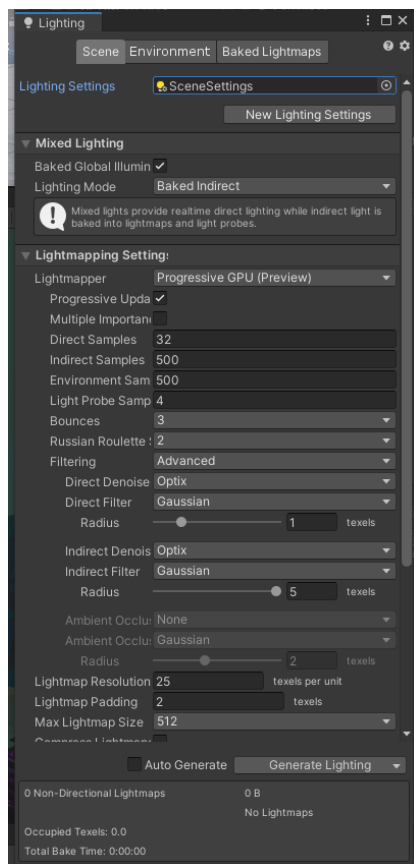 Lighting
Scene Environment Baked Lightmaps
Lighting Settings SceneSettings
New Lighting Settings
Mixed Lighting
Baked Global Illumin
Lighting Mode Baked Indirect
Mixed lights provide realtime direct lighting while indirect light is
baked into lightmaps and light probes.
Lightmapping Setting
Lightmapper Progressive GPU (Preview)
Progressive Upda
Multiple Importan
Direct Samples 32
Indirect Samples 500
Environment Sam 500
Light Probe Samp 4
Bounces 3
Russian Roulette S 2
Filtering Advanced
Direct Denoise Optix
Direct Filter Gaussian
Radius 1 texels
Indirect Denois Optix
Indirect Filter Gaussian
Radius 5 texels
Ambient Occlu None
Ambient Occlu Gaussian
Radius 2 texels
Lightmap Resolution 25 texels per unit
Lightmap Padding 2 texels
Max Lightmap Size 512
Auto Generate Generate Lighting
0 Non-Directional Lightmaps 0 B
No Lightmaps
Occupied Texels: 0.0
Total Bake Time: 0:00:00